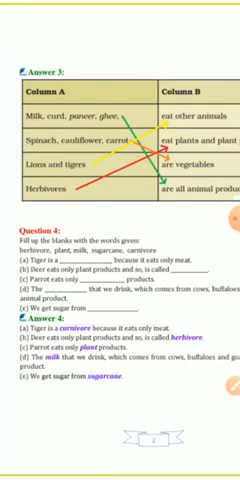 Answer 3:
Column A Column B
Milk, curd, paneer, ghee, eat other animals
Spinach, cauliflower, carrot eat plants and plant
Lions and tigers are vegetables
Herbivores are all animal produc
Question 4:
Fill up the blanks with the words given:
herbivore, plant, milk, sugarcane, carnivore
(a) Tiger is a ____________ because it eats only meat.
(b) Deer eats only plant products and so, is called __________.
(c) Parrot eats only ____________ products.
(d) The ____________ that we drink, which comes from cows, buffaloes
animal product.
(e) We get sugar from ____________.
Answer 4:
(a) Tiger is a carnivore because it eats only meat.
(b) Deer eats only plant products and so, is called herbivore.
(c) Parrot eats only plant products.
(d) The milk that we drink, which comes from cows, buffaloes and goa
product.
(e) We get sugar from sugarcane.
2